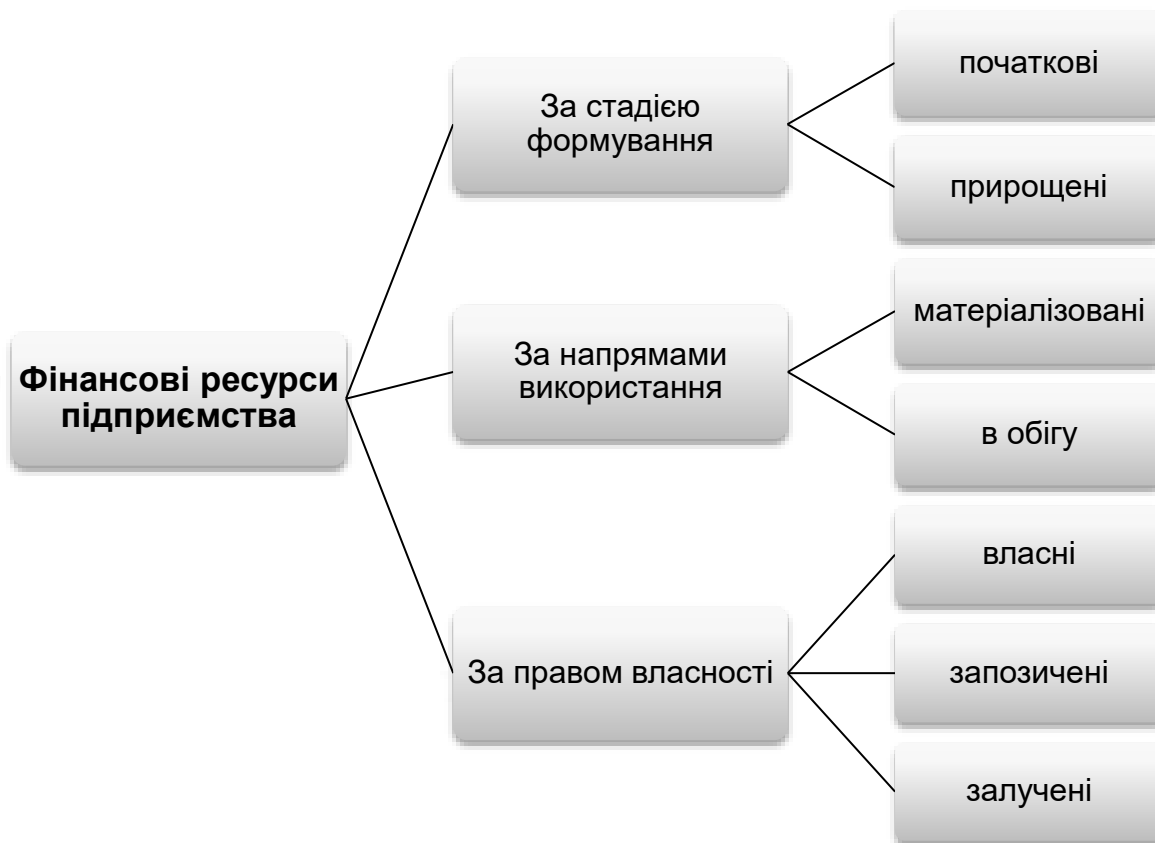 Фінансові ресурси
підприємства
За стадією
формування
початкові
прирощені
За напрямами
використання
матеріалізовані
в обігу
За правом власності
власні
запозичені
залучені